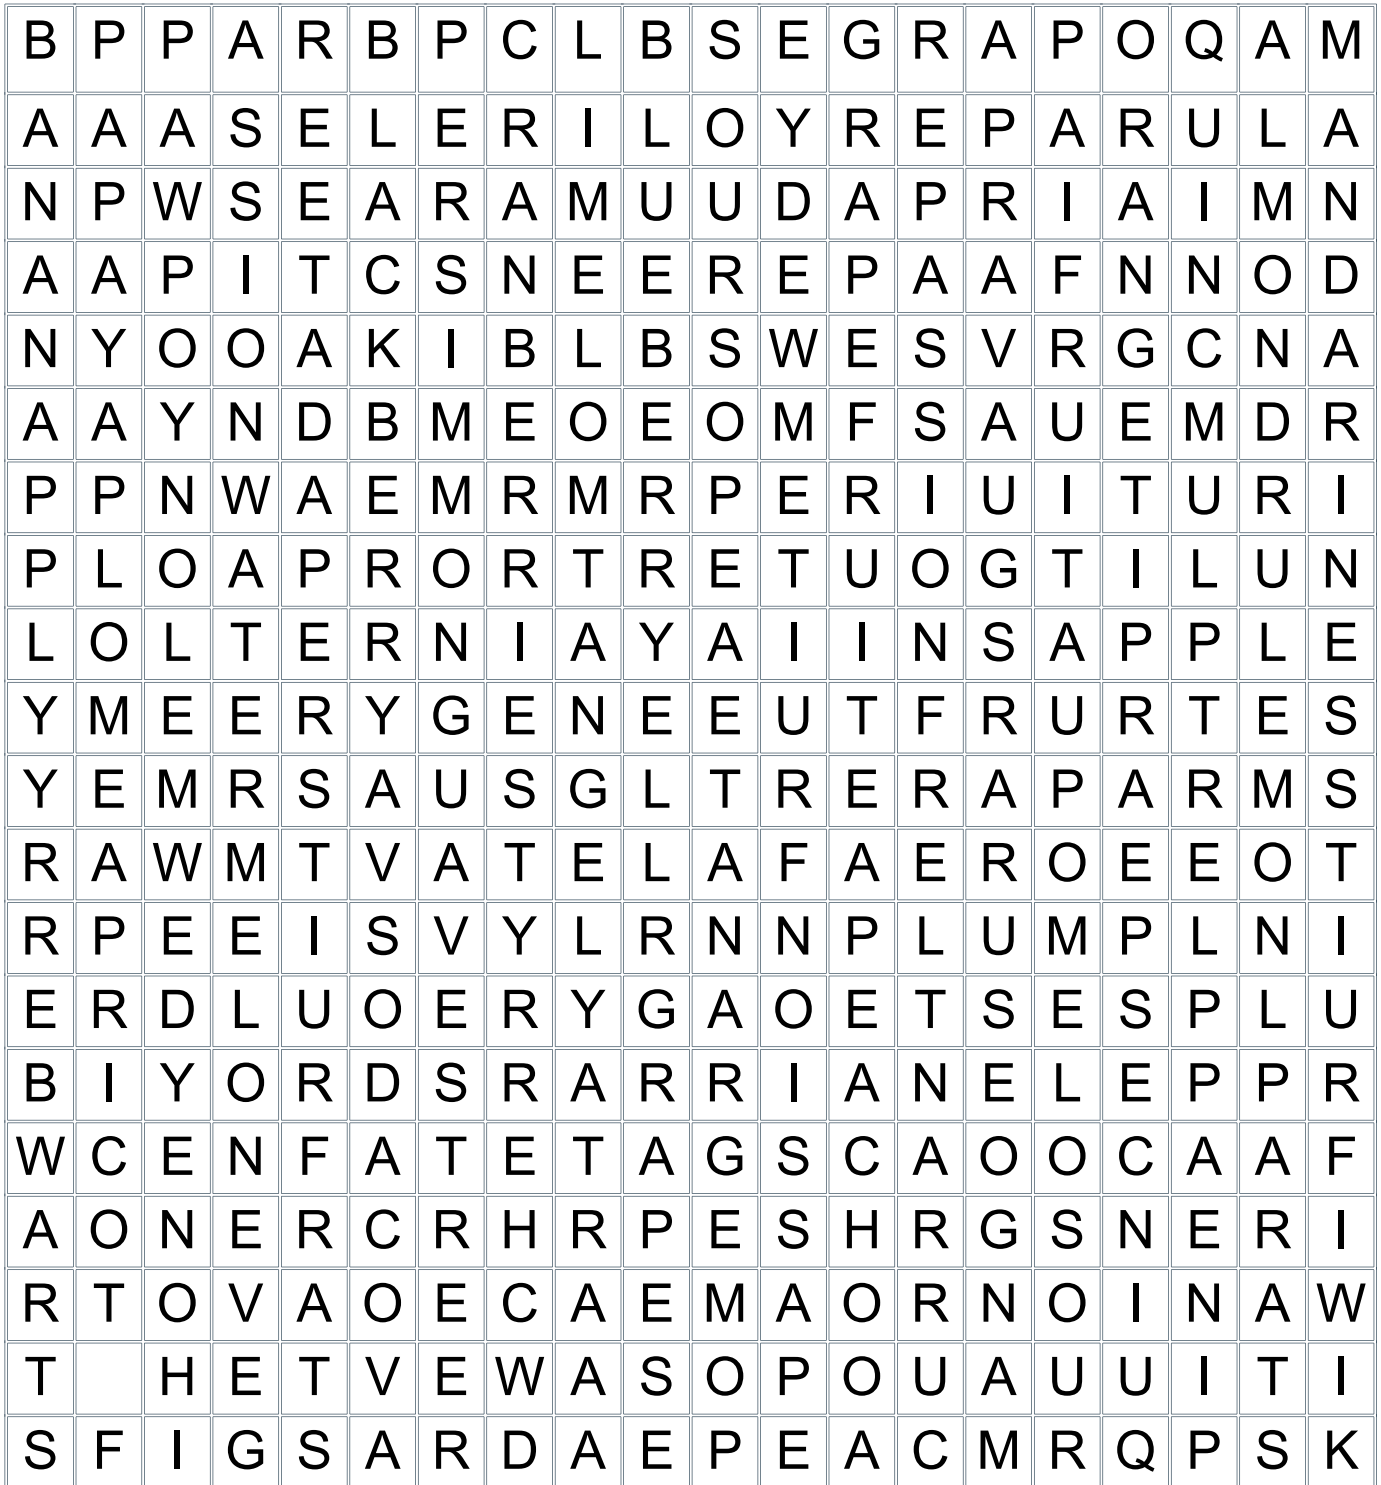 B P P A R B P C L B S E G R A P O Q A M
A A A S E L E R I L O Y R E P A R U L A
N P W S E A R A M U U D A P R I A I M N
A A P I T C S N E E R E P A A F N N O D
N Y O O A K I B L B S W E S V R G C N A
A A Y N D B M E O E O M F S A U E M D R
P P N W A E M R M R P E R I U I T U R I
P L O A P R O R T R E T U O G T I L U N
L O L T E R N I A Y A I I N S A P P L E
Y M E E R Y G E N E E U T F R U R T E S
Y E M R S A U S G L T R E R A P A R M S
R A W M T V A T E L A F A E R O E E O T
R P E E I S V Y L R N N P L U M P L N I
E R D L U O E R Y G A O E T S E S P L U
B I Y O R D S R A R R I A N E L E P P R
W C E N F A T E T A G S C A O O C A A F
A O N E R C R H R P E S H R G S N E R I
R T O V A O E C A E M A O R N O I N A W
T H E T V E W A S O P O U A U U I T I
S F I G S A R D A E P E A C M R Q P S K